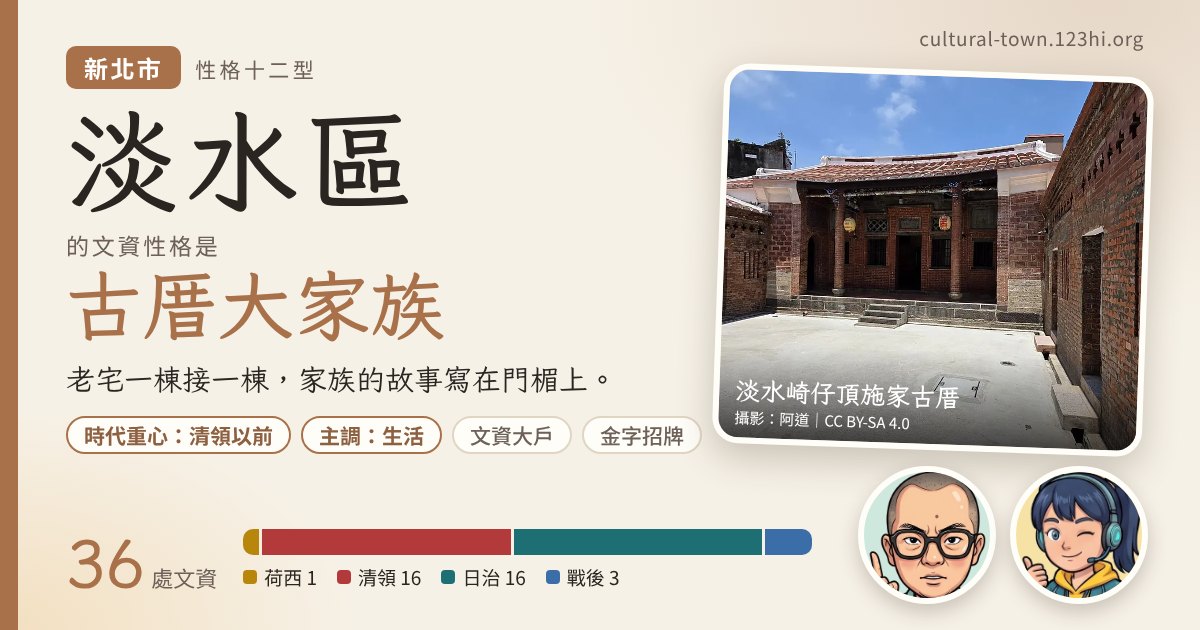 新北市 性格十二型
cultural-town.123hi.org
淡水區
的文資性格是
古厝大家族
老宅一棟接一棟，家族的故事寫在門楣上。
時代重心：清領以前 主調：生活 文資大戶 金字招牌
淡水崎仔頂施家古厝
攝影：阿道｜CC BY-SA 4.0
36 處文資
荷西 1 清領 16 日治 16 戰後 3